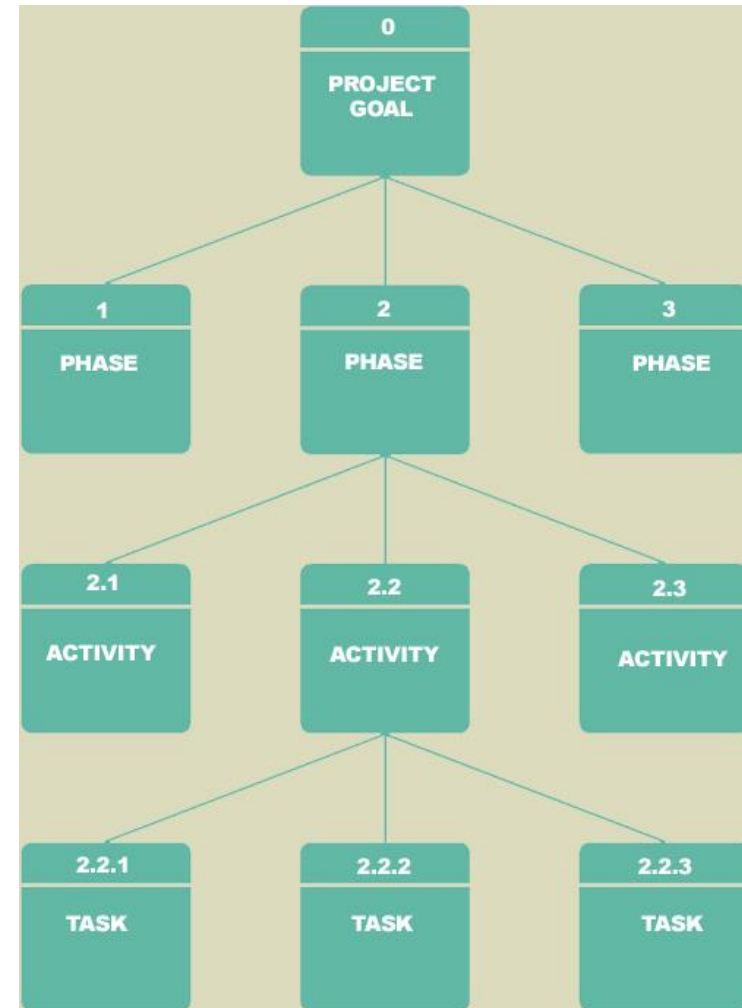 0
PROJECT
GOAL
1
2
3
PHASE
PHASE
PHASE
2.1
2.2
2.3
ACTIVITY
ACTIVITY
ACTIVITY
2.2.1
2.2.2
2.2.3
TASK
TASK
TASK